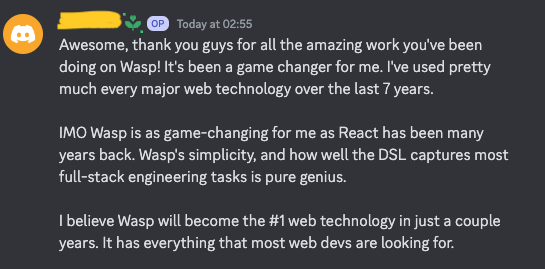 OP Today at 02:55
Awesome, thank you guys for all the amazing work you've been
doing on Wasp! It's been a game changer for me. I've used pretty
much every major web technology over the last 7 years.
IMO Wasp is as game-changing for me as React has been many
years back. Wasp's simplicity, and how well the DSL captures most
full-stack engineering tasks is pure genius.
I believe Wasp will become the #1 web technology in just a couple
years. It has everything that most web devs are looking for.